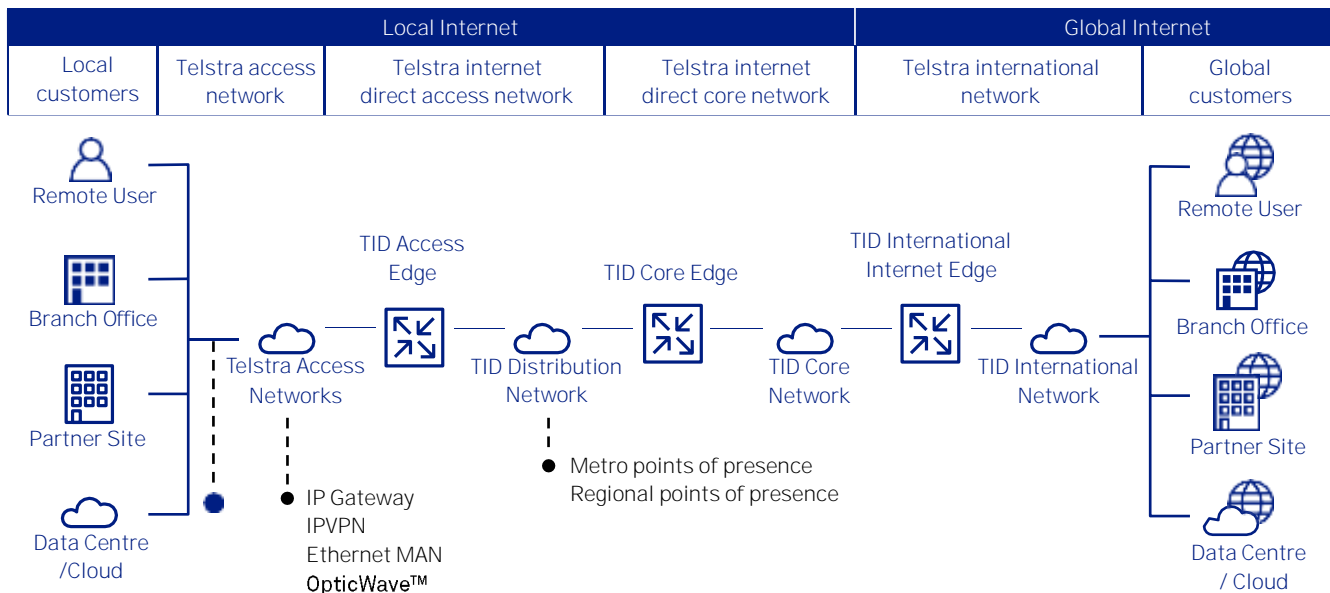 Local Internet
Global Internet
Local
customers
Telstra access
network
Telstra internet
direct access network
Telstra internet
direct core network
Telstra international
network
Global
customers
Remote User
Branch Office
Partner Site
Data Centre
/Cloud
Telstra Access
Networks
TID Access
Edge
TID Distribution
Network
TID Core Edge
TID Core
Network
TID International
Internet Edge
TID International
Network
IP Gateway
IPVPN
Ethernet MAN
OpticWave™
Metro points of presence
Regional points of presence
Remote User
Branch Office
Partner Site
Data Centre
/ Cloud